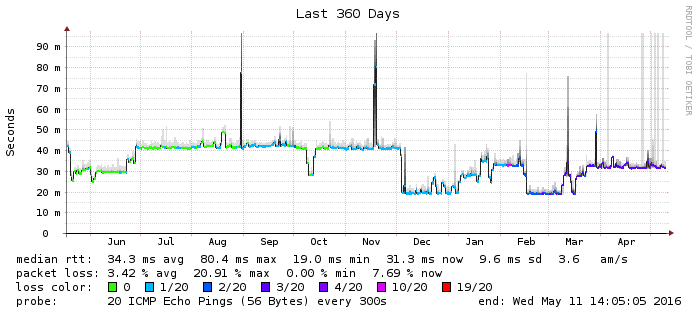 Last 360 Days
RRDTOOL / TOBI OETIKER
Seconds
90 m
80 m
70 m
60 m
50 m
40 m
30 m
20 m
10 m
0
Jun Jul Aug Sep Oct Nov Dec Jan Feb Mar Apr
median rtt: 34.3 ms avg 80.4 ms max 19.0 ms min 31.3 ms now 9.6 ms sd 3.6 am/s
packet loss: 3.42 % avg 20.91 % max 0.00 % min 7.69 % now
loss color: 0 1/20 2/20 3/20 4/20 10/20 19/20
probe: 20 ICMP Echo Pings (56 Bytes) every 300s end: Wed May 11 14:05:05 2016